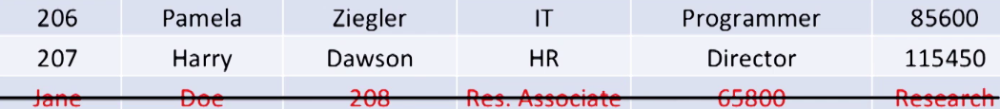 206 Pamela Ziegler IT Programmer 85600
207 Harry Dawson HR Director 115450
Jane Doe 208 Res. Associate 65800 Research